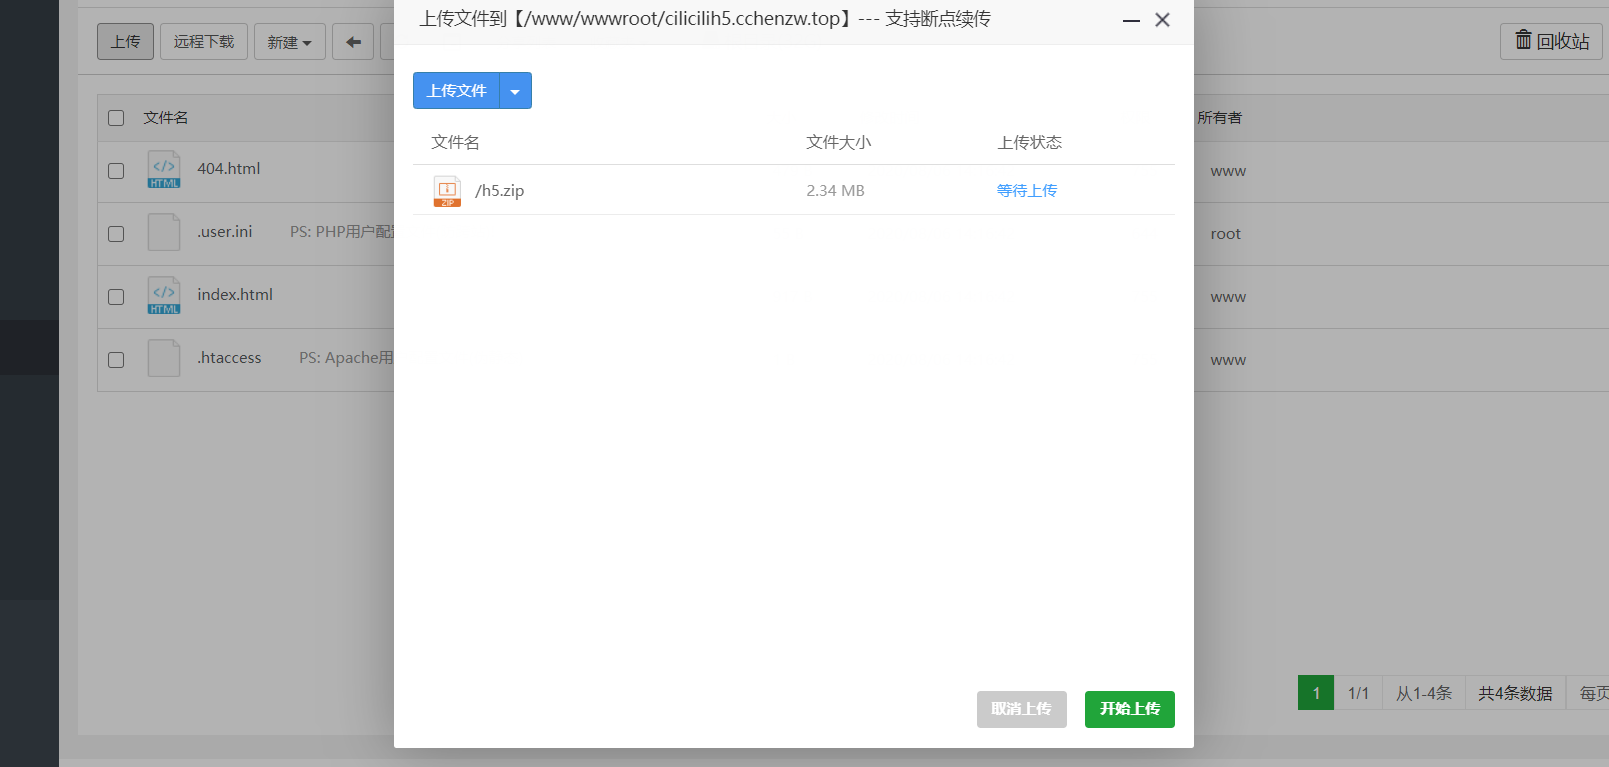 上传文件到【/www/wwwroot/cilicilih5.cchenzw.top】--- 支持断点续传
上传 远程下载 新建 回收站
上传文件
文件名 所有者
文件名 文件大小 上传状态
404.html www
/h5.zip 2.34 MB 等待上传
.user.ini PS: PHP用户配 root
index.html www
.htaccess PS: Apache用 www
HTML
ZIP
HTML
1 1/1 从1-4条 共4条数据 每页
取消上传 开始上传